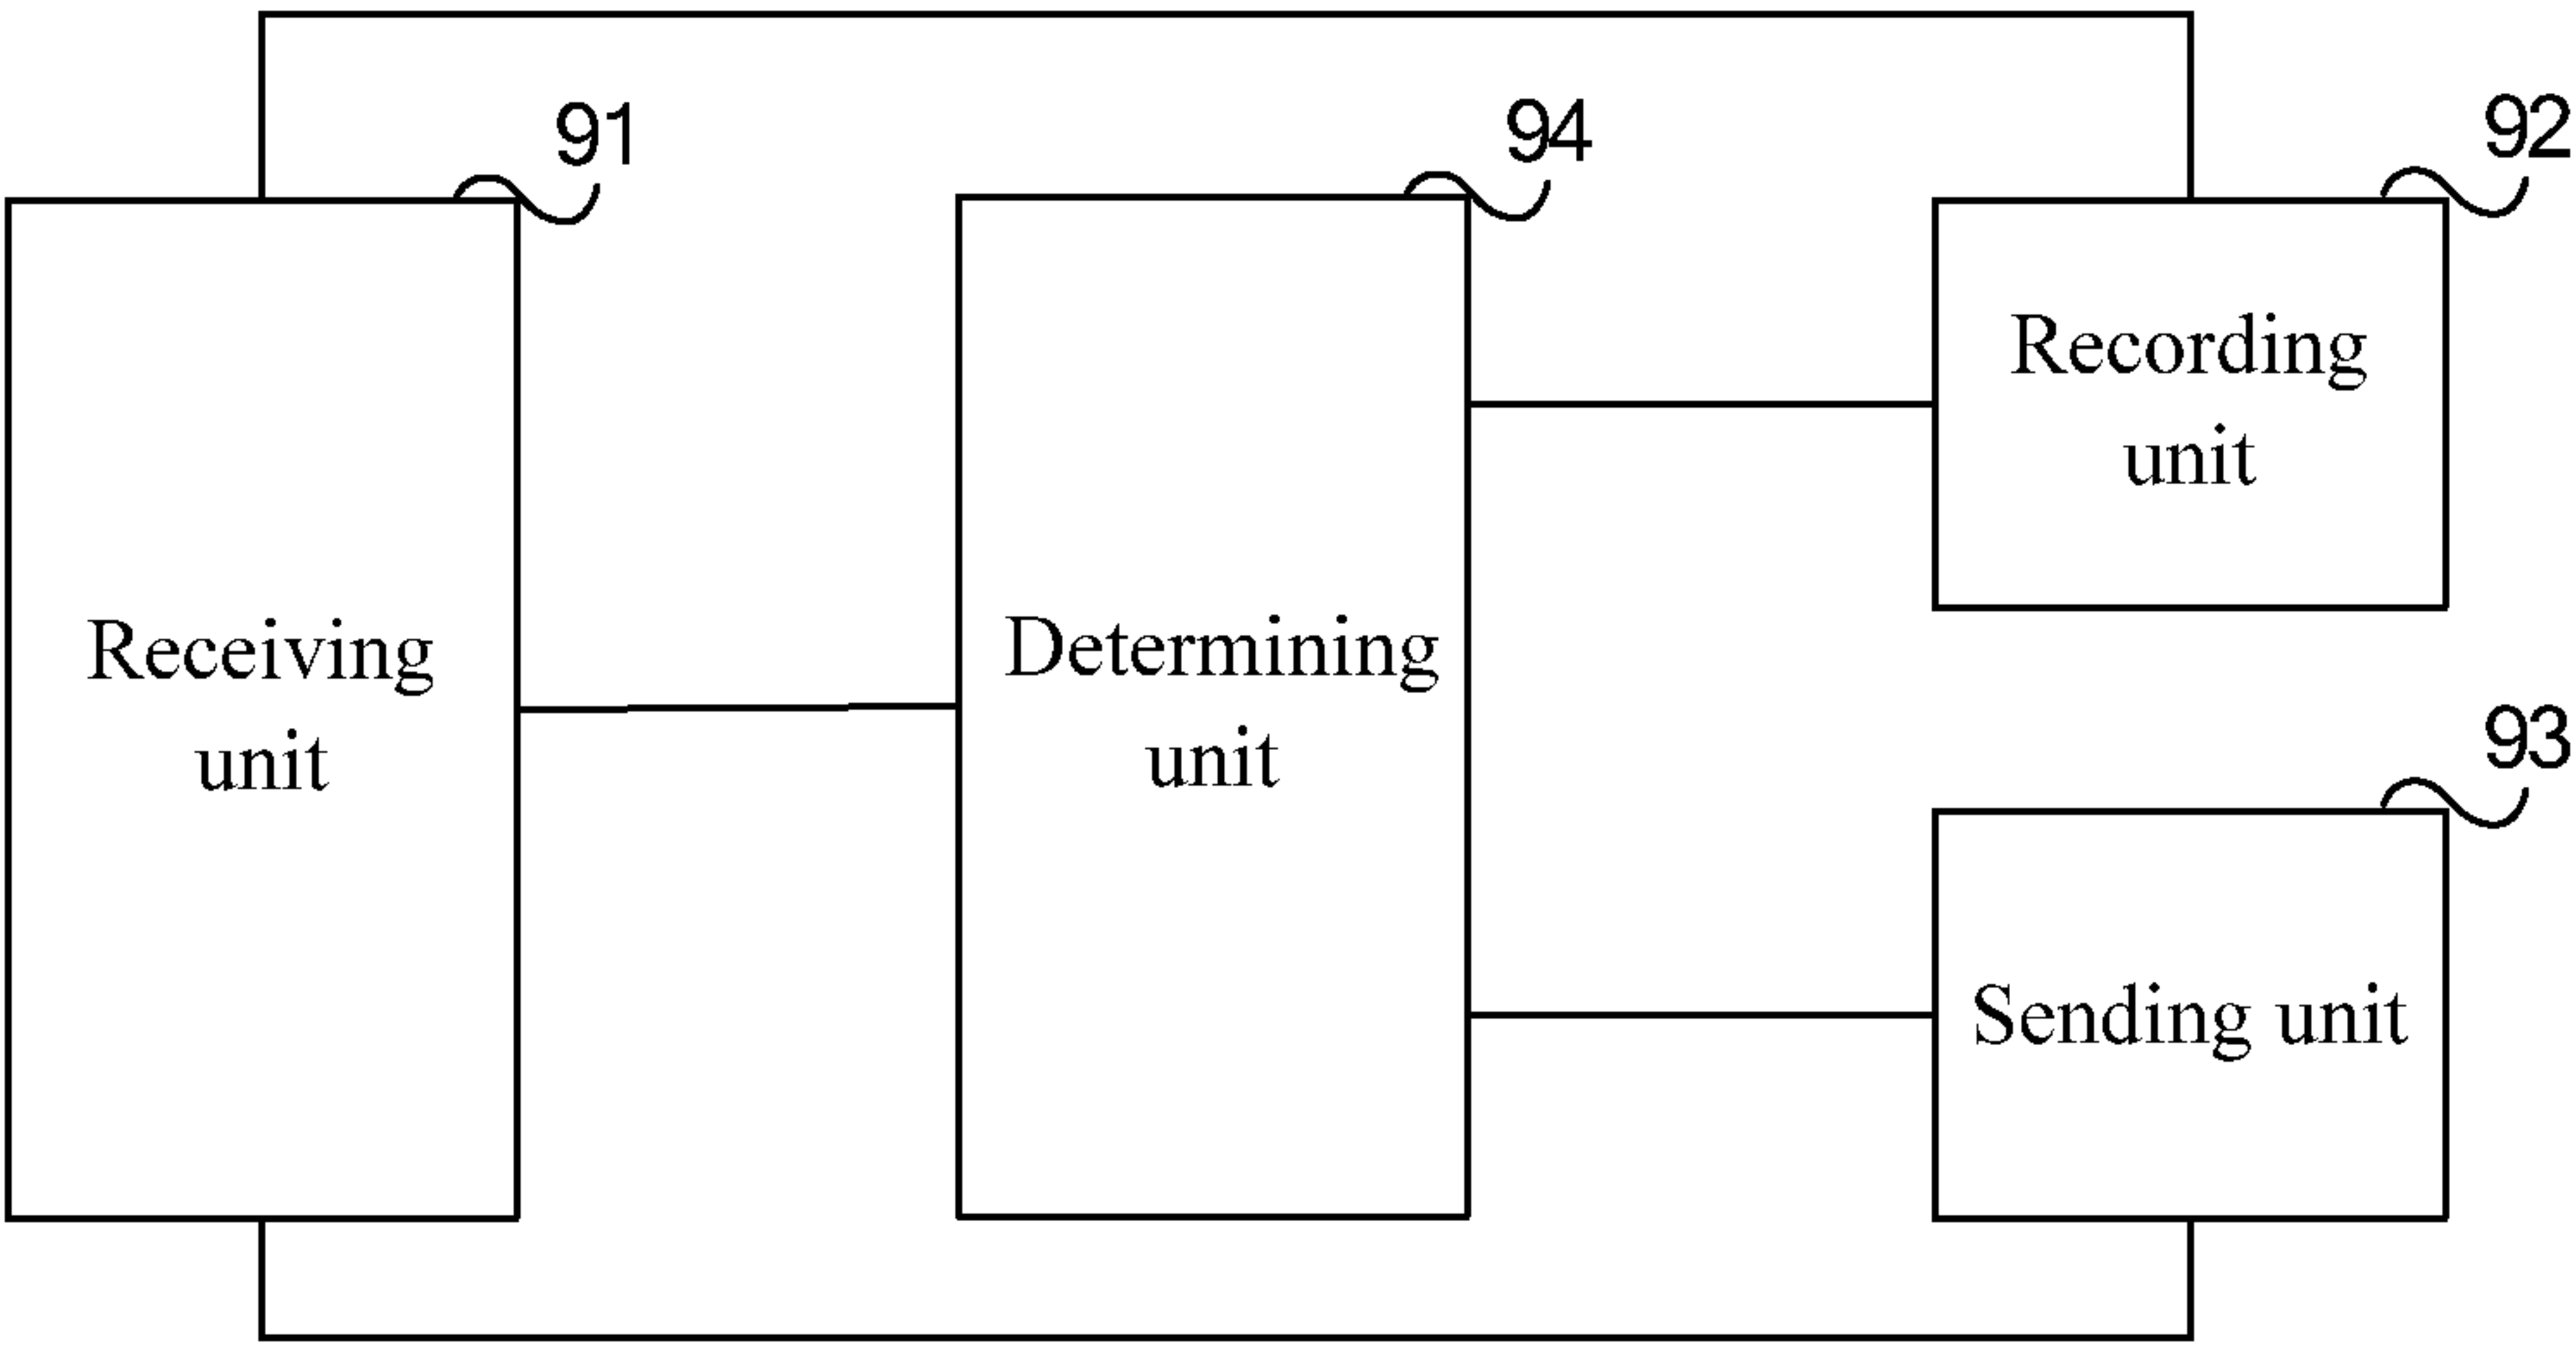 91
94
92
Receiving
unit
Determining
unit
Recording
unit
93
Sending unit